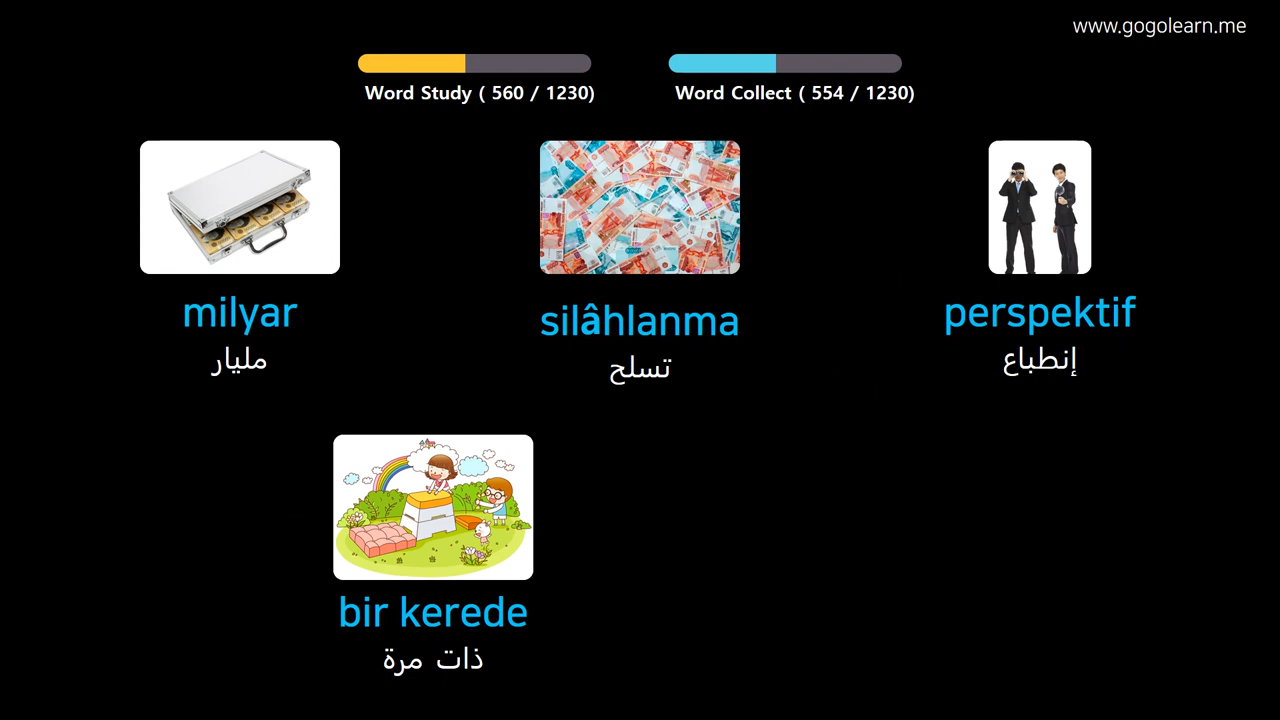 www.gogolearn.me
Word Study ( 560 / 1230)
Word Collect ( 554 / 1230)
milyar
مليار
silâhlanma
تسلح
perspektif
إنطباع
bir kerede
ذات مرة